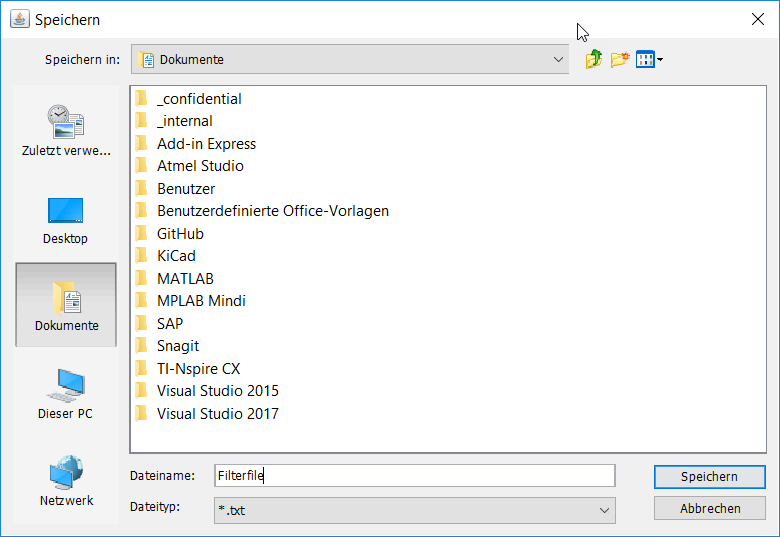 Speichern
Speichern in:
Dokumente
Zuletzt verwe...
Desktop
Dokumente
Dieser PC
Netzwerk
_confidential
_internal
Add-in Express
Atmel Studio
Benutzer
Benutzerdefinierte Office-Vorlagen
GitHub
KiCad
MATLAB
MPLAB Mindi
SAP
Snagit
TI-Nspire CX
Visual Studio 2015
Visual Studio 2017
Dateiname: Filterfile Speichern
Dateityp: *.txt Abbrechen